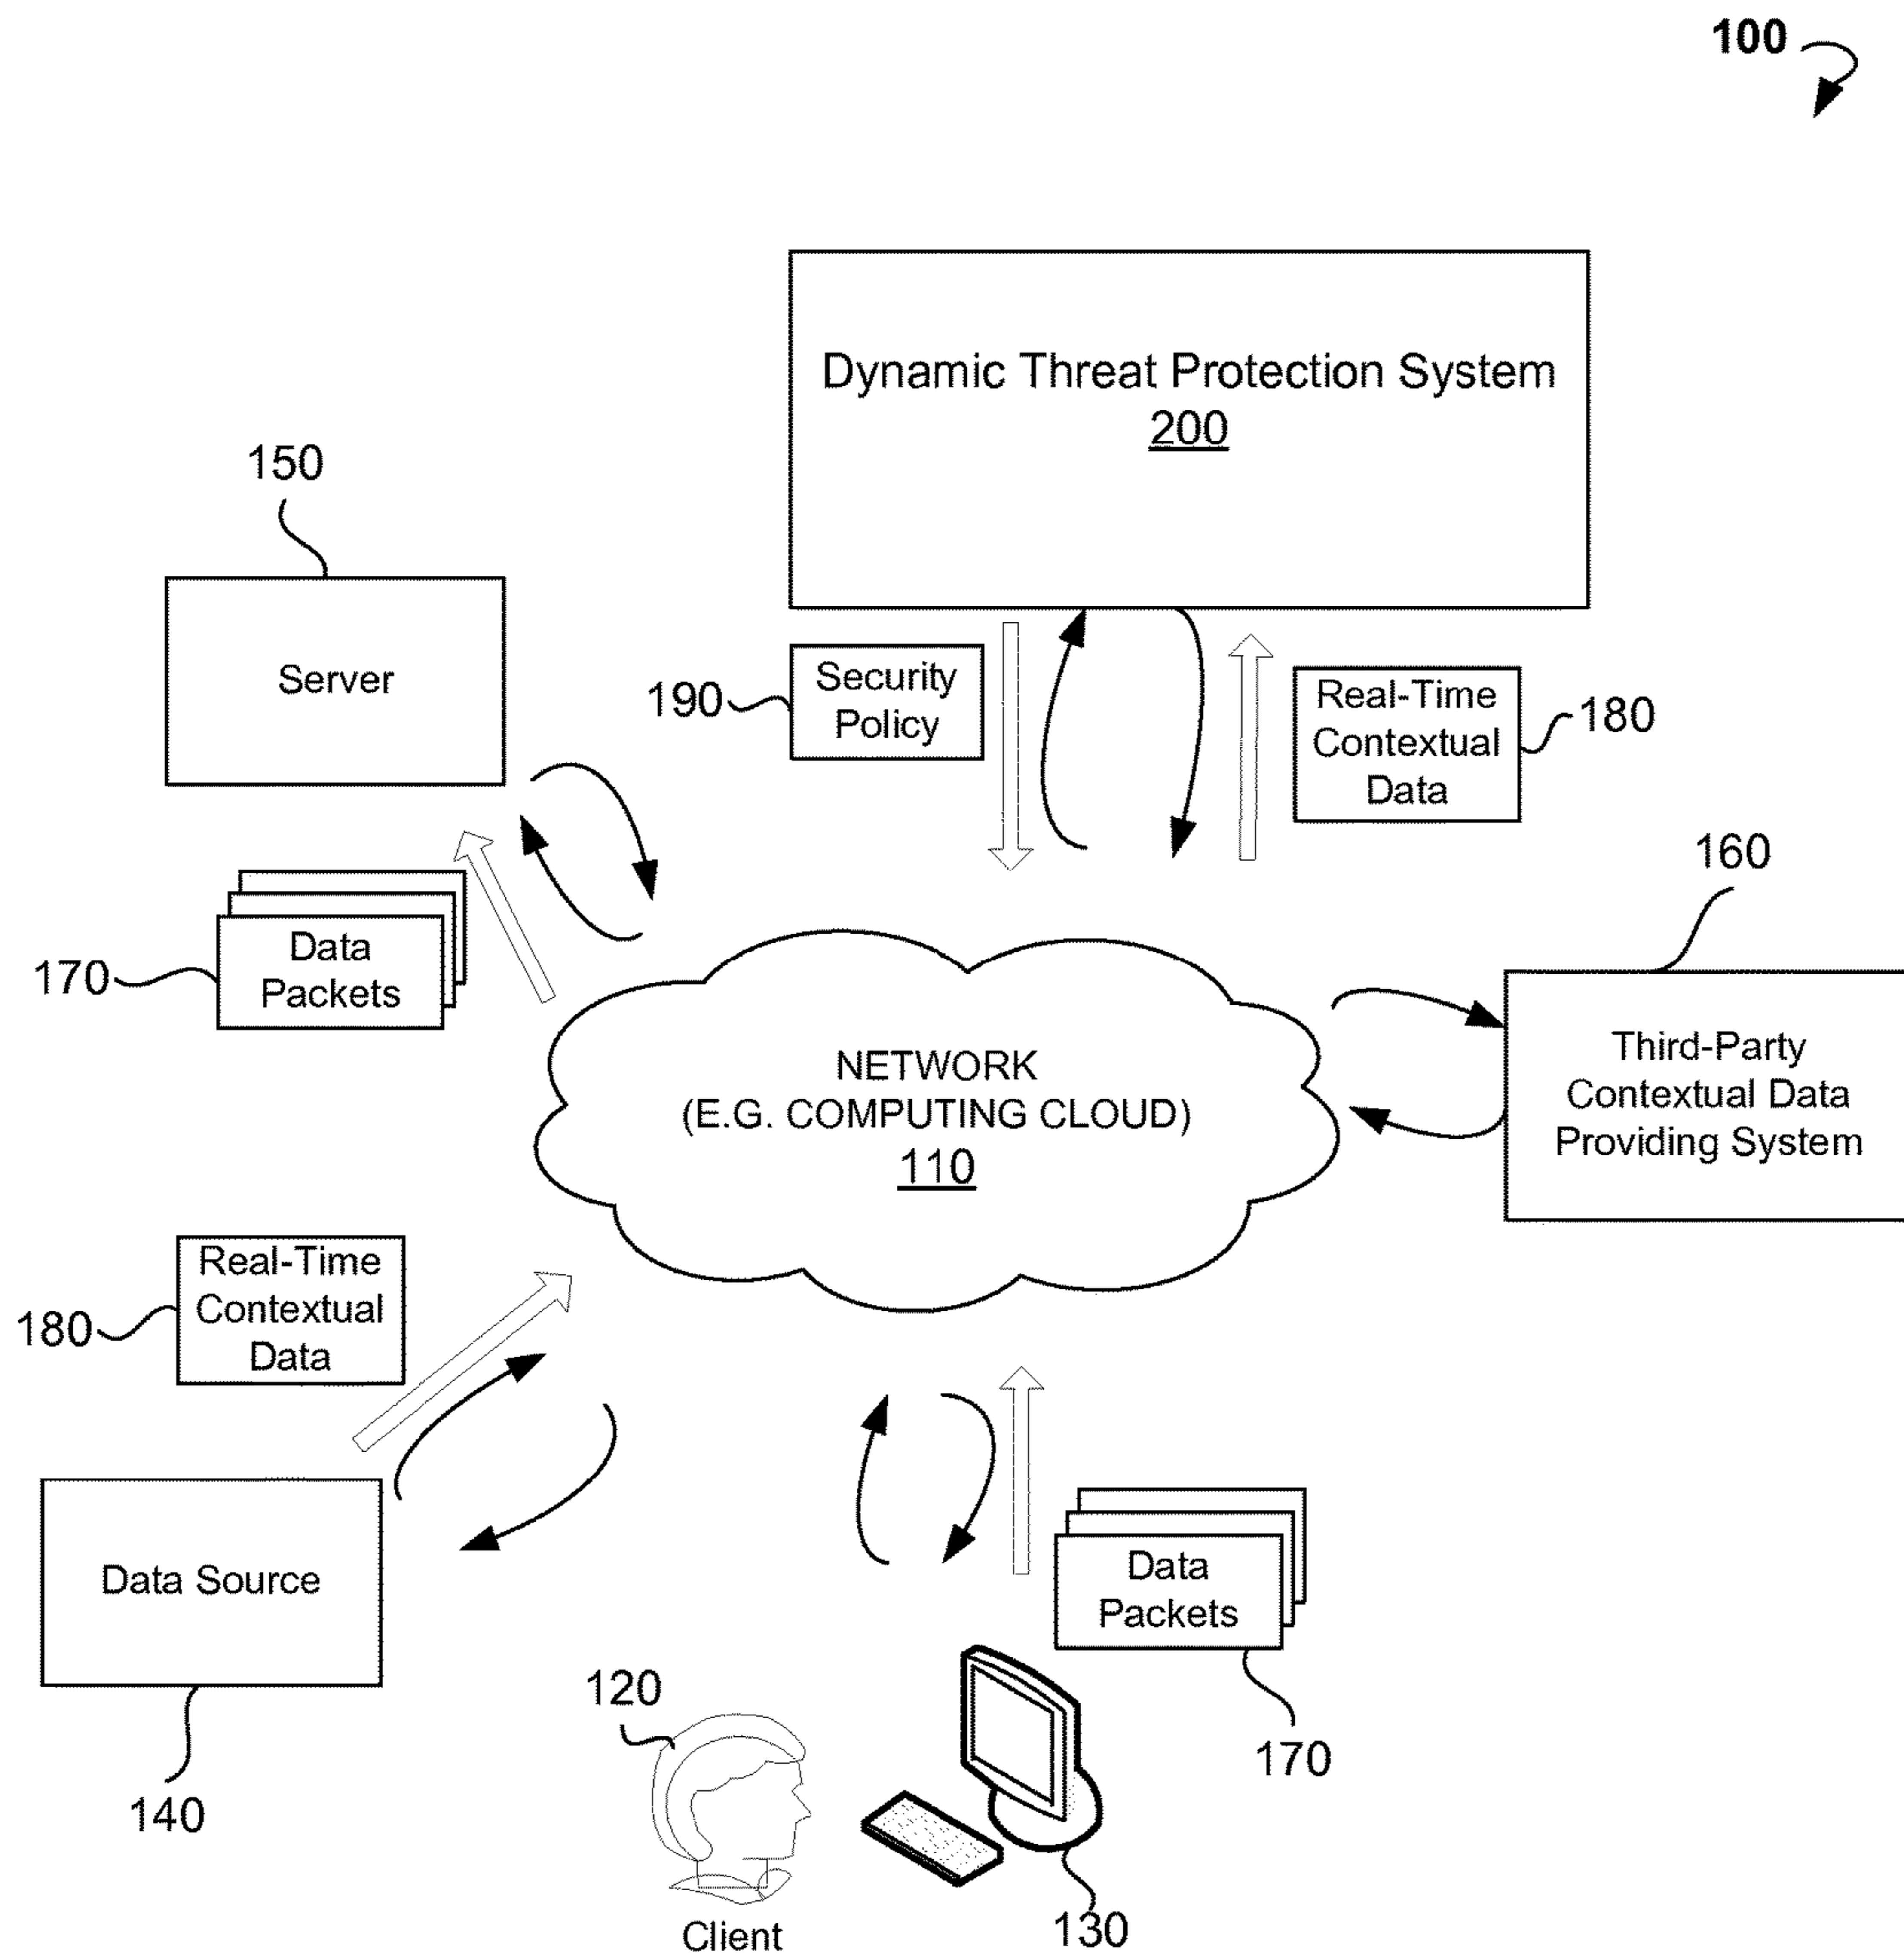 100
Dynamic Threat Protection System
200
150
Server
190
Security
Policy
Real-Time
Contextual
Data
180
160
170
Data
Packets
NETWORK
(E.G. COMPUTING CLOUD)
110
Third-Party
Contextual Data
Providing System
180
Real-Time
Contextual
Data
Data Source
140
Data
Packets
170
120
Client
130